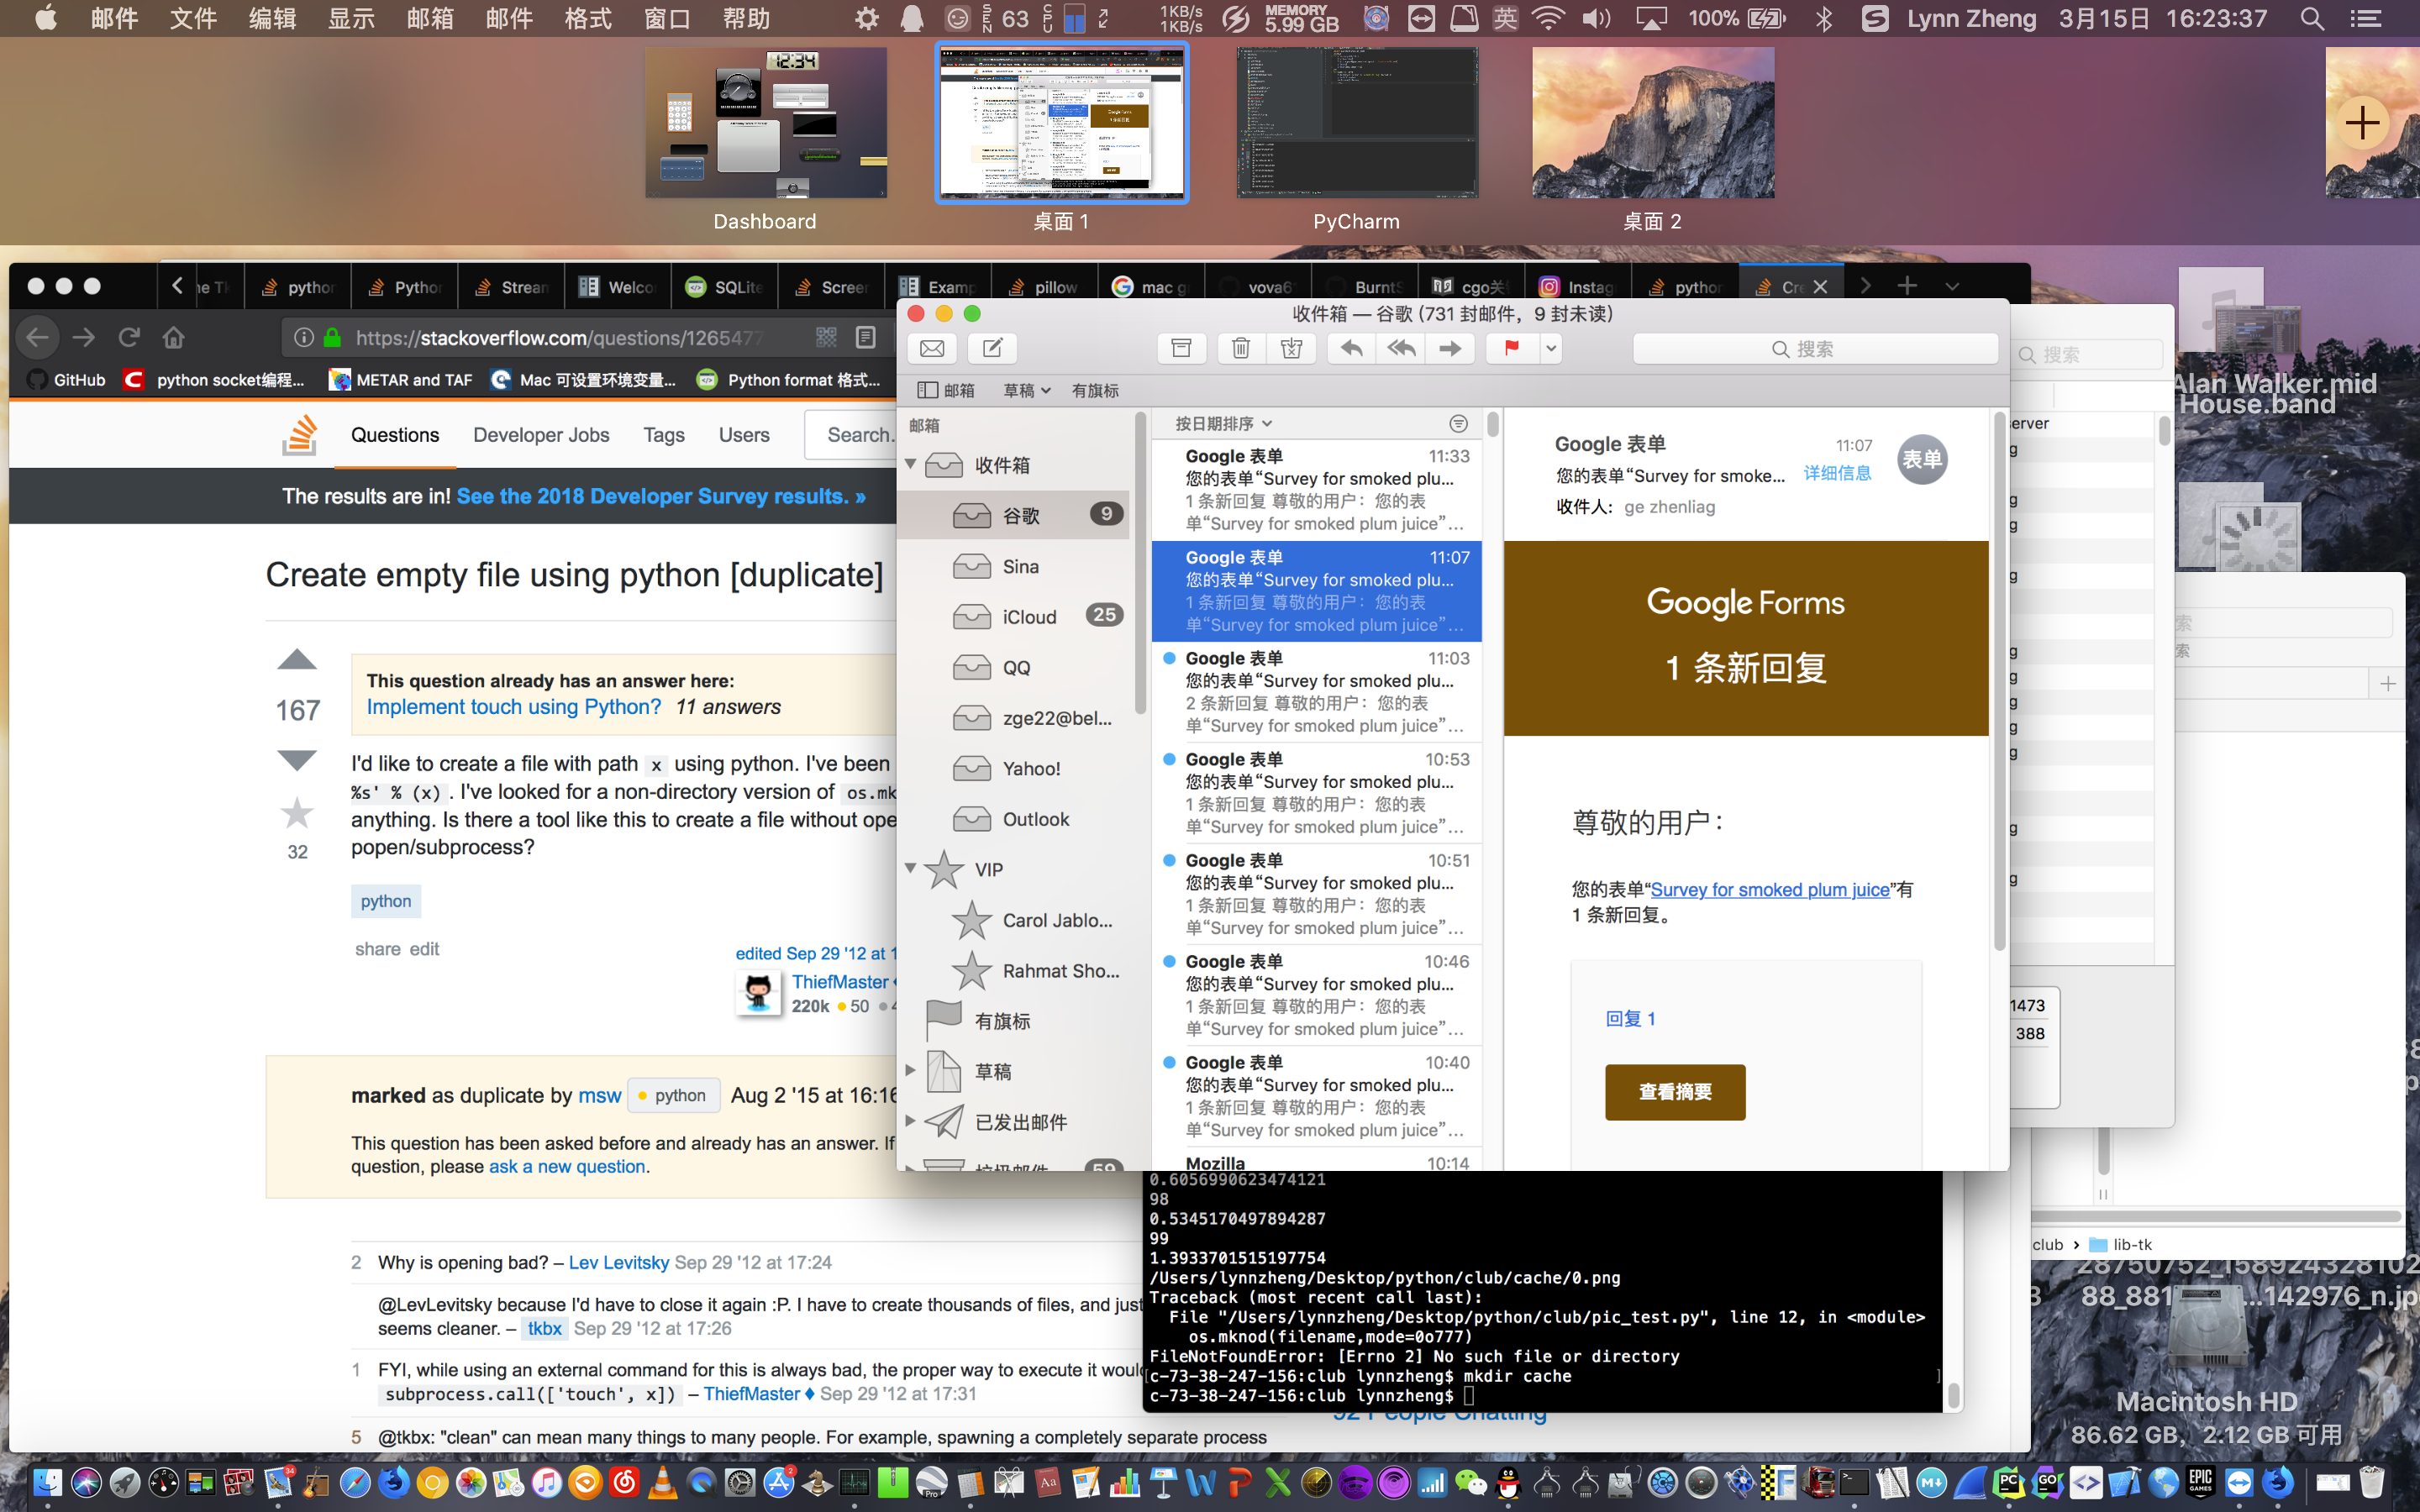 邮件 文件 编辑 显示 邮箱 邮件 格式 窗口 帮助
SEN 63 CPU 1KB/s 1KB/s MEMORY 5.99 GB 英 100% Lynn Zheng 3月15日 16:23:37
12:34
Dashboard 桌面 1 PyCharm 桌面 2
python Python Stream Welco SQLite Screen Examp pillow mac g vova6 BurntS cgo关 Instag python Cre
https://stackoverflow.com/questions/1265477
GitHub python socket编程... METAR and TAF Mac 可设置环境变量... Python format 格式...
Questions Developer Jobs Tags Users Search...
The results are in! See the 2018 Developer Survey results. »
Create empty file using python [duplicate]
167
32
This question already has an answer here:
Implement touch using Python? 11 answers
I'd like to create a file with path x using python. I've been
%s' % (x) . I've looked for a non-directory version of os.mk
anything. Is there a tool like this to create a file without ope
popen/subprocess?
python
share edit
edited Sep 29 '12 at 1
ThiefMaster
220k 50 4
marked as duplicate by msw python Aug 2 '15 at 16:16
This question has been asked before and already has an answer. If
question, please ask a new question.
2 Why is opening bad? – Lev Levitsky Sep 29 '12 at 17:24
@LevLevitsky because I'd have to close it again :P. I have to create thousands of files, and just
seems cleaner. – tkbx Sep 29 '12 at 17:26
1 FYI, while using an external command for this is always bad, the proper way to execute it would
subprocess.call(['touch', x]) – ThiefMaster ♦ Sep 29 '12 at 17:31
5 @tkbx: "clean" can mean many things to many people. For example, spawning a completely separate process
收件箱 — 谷歌 (731 封邮件，9 封未读)
搜索
邮箱 草稿 有旗标
邮箱
收件箱
谷歌 9
Sina
iCloud 25
QQ
zge22@bel...
Yahoo!
Outlook
VIP
Carol Jablo...
Rahmat Sho...
有旗标
草稿
已发出邮件
垃圾邮件 59
按日期排序
Google 表单 11:33
您的表单“Survey for smoked plu...
1 条新回复 尊敬的用户：您的表
单“Survey for smoked plum juice”...
Google 表单 11:07
您的表单“Survey for smoked plu...
1 条新回复 尊敬的用户：您的表
单“Survey for smoked plum juice”...
Google 表单 11:03
您的表单“Survey for smoked plu...
2 条新回复 尊敬的用户：您的表
单“Survey for smoked plum juice”...
Google 表单 10:53
您的表单“Survey for smoked plu...
1 条新回复 尊敬的用户：您的表
单“Survey for smoked plum juice”...
Google 表单 10:51
您的表单“Survey for smoked plu...
1 条新回复 尊敬的用户：您的表
单“Survey for smoked plum juice”...
Google 表单 10:46
您的表单“Survey for smoked plu...
1 条新回复 尊敬的用户：您的表
单“Survey for smoked plum juice”...
Google 表单 10:40
您的表单“Survey for smoked plu...
1 条新回复 尊敬的用户：您的表
单“Survey for smoked plum juice”...
Mozilla 10:14
Google 表单 11:07
您的表单“Survey for smoke... 详细信息
表单
收件人： ge zhenliag
Google Forms
1 条新回复
尊敬的用户：
您的表单“Survey for smoked plum juice”有
1 条新回复。
回复 1
查看摘要
0.6056990623474121
98
0.5345170497894287
99
1.3933701515197754
/Users/lynnzheng/Desktop/python/club/cache/0.png
Traceback (most recent call last):
File "/Users/lynnzheng/Desktop/python/club/pic_test.py", line 12, in <module>
os.mknod(filename,mode=0o777)
FileNotFoundError: [Errno 2] No such file or directory
c-73-38-247-156:club lynnzheng$ mkdir cache
c-73-38-247-156:club lynnzheng$
92 People Chatting
搜索
erver
1473
388
Alan Walker.mid
House.band
club › lib-tk
28750752_158924328102
88_881...142976_n.jp
Macintosh HD
86.62 GB，2.12 GB 可用